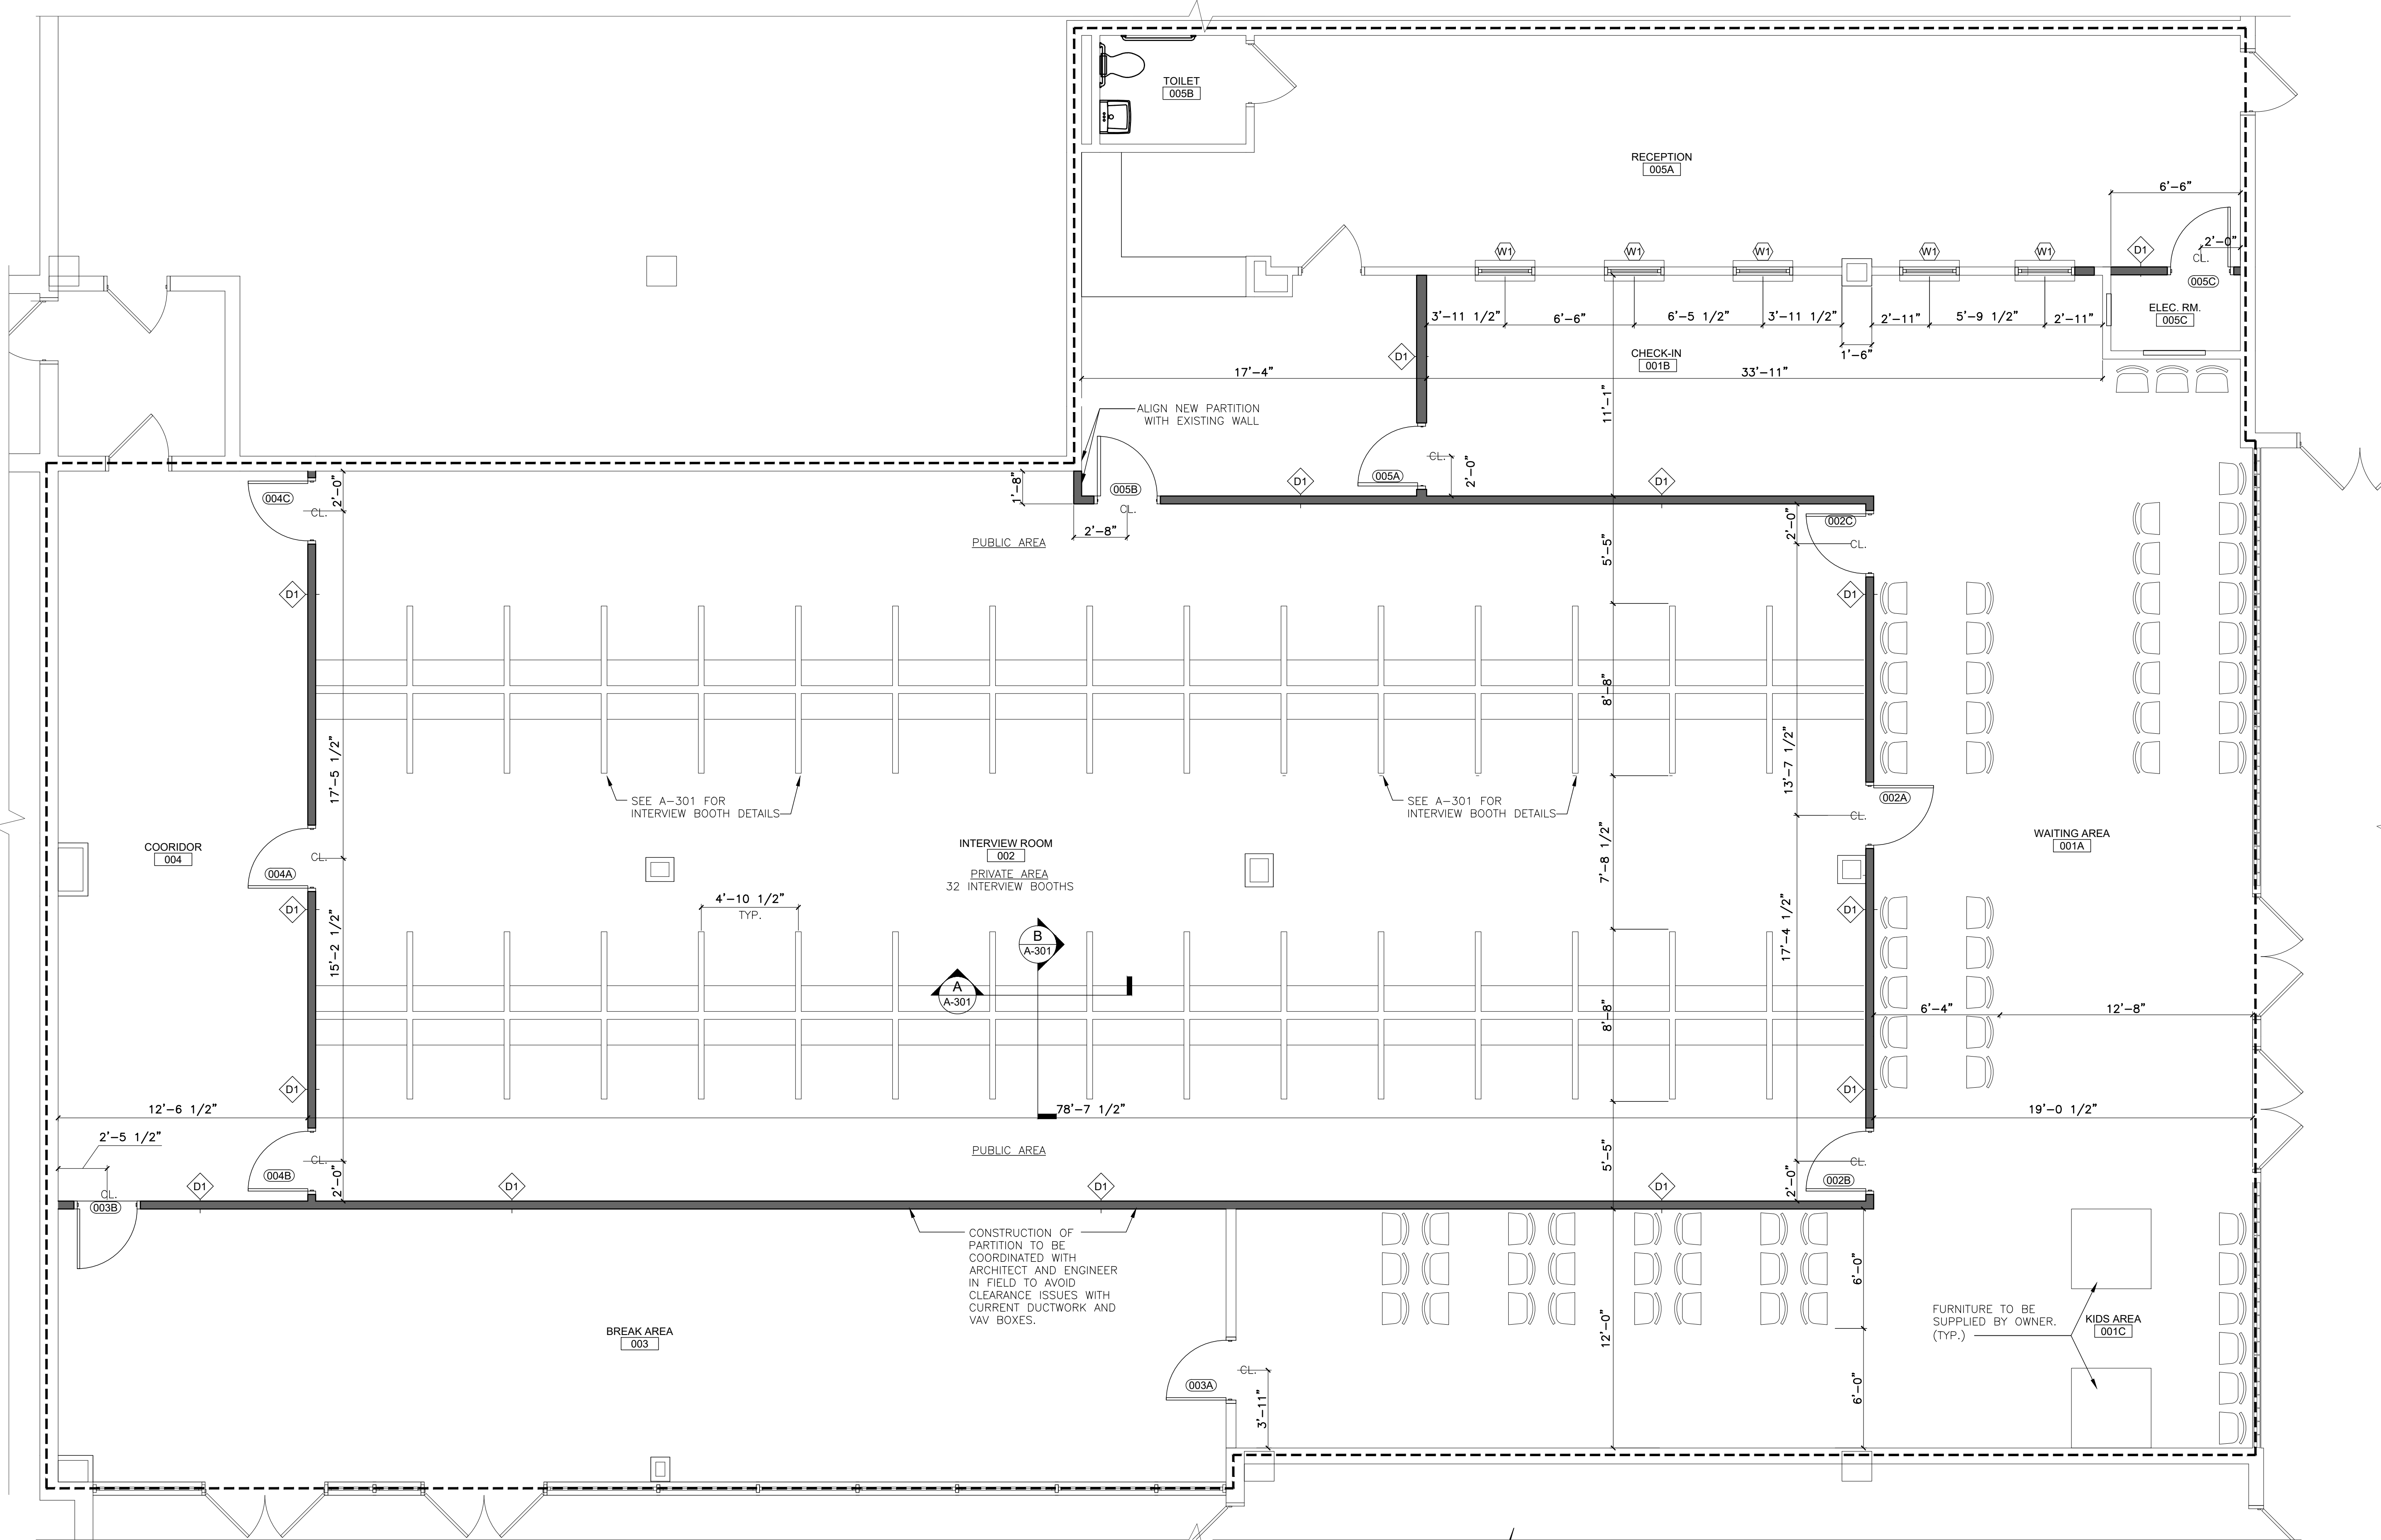 TOILET
005B
RECEPTION
005A
6'-6"
W1
W1
W1
W1
W1
D1
2'-0"
CL.
005C
ELEC. RM.
005C
3'-11 1/2"
6'-6"
6'-5 1/2"
3'-11 1/2"
2'-11"
5'-9 1/2"
2'-11"
1'-6"
D1
CHECK-IN
001B
17'-4"
33'-11"
11'-1"
ALIGN NEW PARTITION
WITH EXISTING WALL
CL.
2'-0"
005A
004C
2'-0"
CL.
1'-8"
005B
CL.
2'-8"
D1
D1
002C
2'-0"
CL.
PUBLIC AREA
5'-5"
D1
D1
8'-8"
17'-5 1/2"
13'-7 1/2"
SEE A-301 FOR
INTERVIEW BOOTH DETAILS
SEE A-301 FOR
INTERVIEW BOOTH DETAILS
002A
CL.
COORIDOR
004
CL.
004A
INTERVIEW ROOM
002
PRIVATE AREA
32 INTERVIEW BOOTHS
7'-8 1/2"
WAITING AREA
001A
4'-10 1/2"
TYP.
D1
D1
15'-2 1/2"
17'-4 1/2"
B
A-301
A
A-301
8'-8"
6'-4"
12'-8"
D1
D1
12'-6 1/2"
78'-7 1/2"
19'-0 1/2"
2'-5 1/2"
PUBLIC AREA
5'-5"
CL.
CL.
004B
2'-0"
002B
2'-0"
CL.
003B
D1
D1
D1
D1
CONSTRUCTION OF
PARTITION TO BE
COORDINATED WITH
ARCHITECT AND ENGINEER
IN FIELD TO AVOID
CLEARANCE ISSUES WITH
CURRENT DUCTWORK AND
VAV BOXES.
BREAK AREA
003
003A
CL.
3'-11"
12'-0"
6'-0"
6'-0"
FURNITURE TO BE
SUPPLIED BY OWNER.
(TYP.)
KIDS AREA
001C